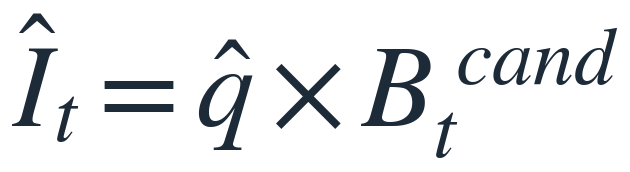 Î_t = q̂ × B_t^{cand}